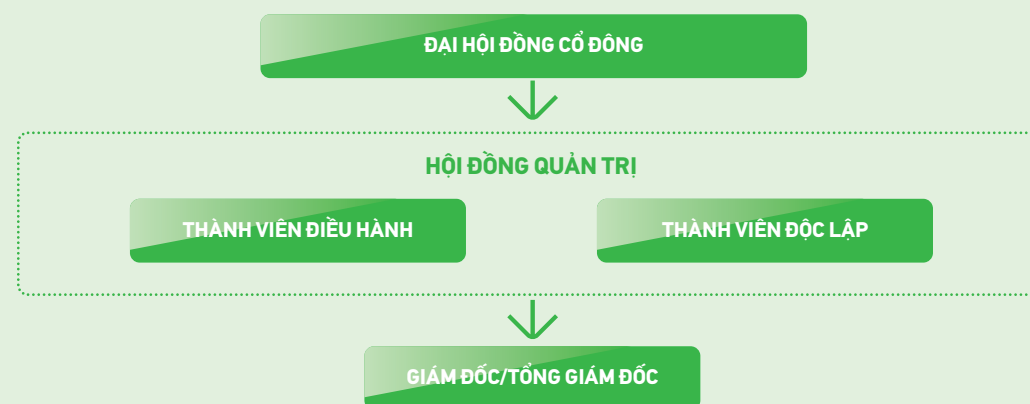 ĐẠI HỘI ĐỒNG CỔ ĐÔNG
HỘI ĐỒNG QUẢN TRỊ
THÀNH VIÊN ĐIỀU HÀNH
THÀNH VIÊN ĐỘC LẬP
GIÁM ĐỐC/TỔNG GIÁM ĐỐC